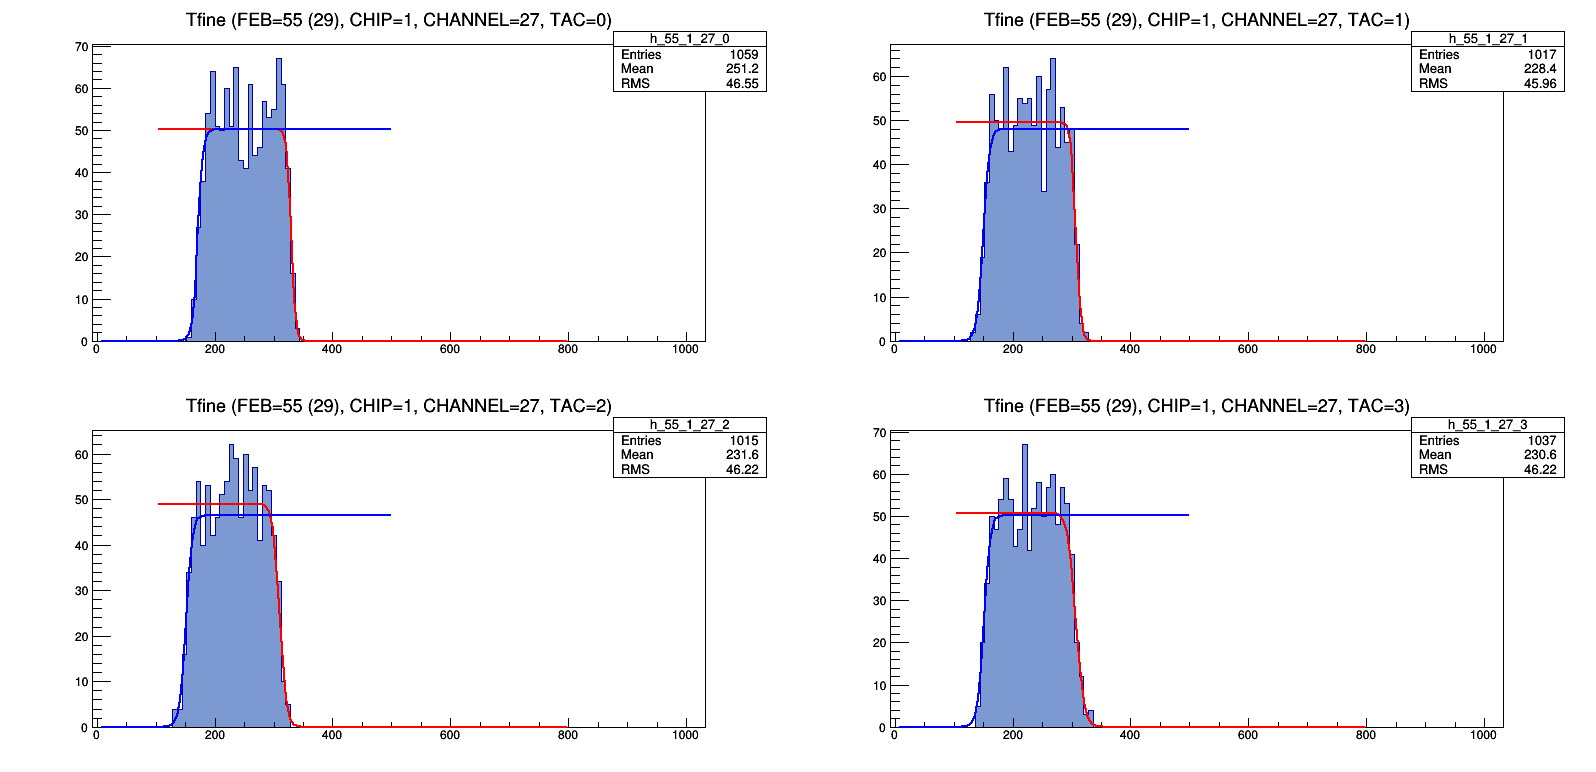 Tfine (FEB=55 (29), CHIP=1, CHANNEL=27, TAC=0)
h_55_1_27_0
Entries 1059
Mean 251.2
RMS 46.55
70
60
50
40
30
20
10
0
0 200 400 600 800 1000
Tfine (FEB=55 (29), CHIP=1, CHANNEL=27, TAC=1)
h_55_1_27_1
Entries 1017
Mean 228.4
RMS 45.96
60
50
40
30
20
10
0
0 200 400 600 800 1000
Tfine (FEB=55 (29), CHIP=1, CHANNEL=27, TAC=2)
h_55_1_27_2
Entries 1015
Mean 231.6
RMS 46.22
60
50
40
30
20
10
0
0 200 400 600 800 1000
Tfine (FEB=55 (29), CHIP=1, CHANNEL=27, TAC=3)
h_55_1_27_3
Entries 1037
Mean 230.6
RMS 46.22
70
60
50
40
30
20
10
0
0 200 400 600 800 1000